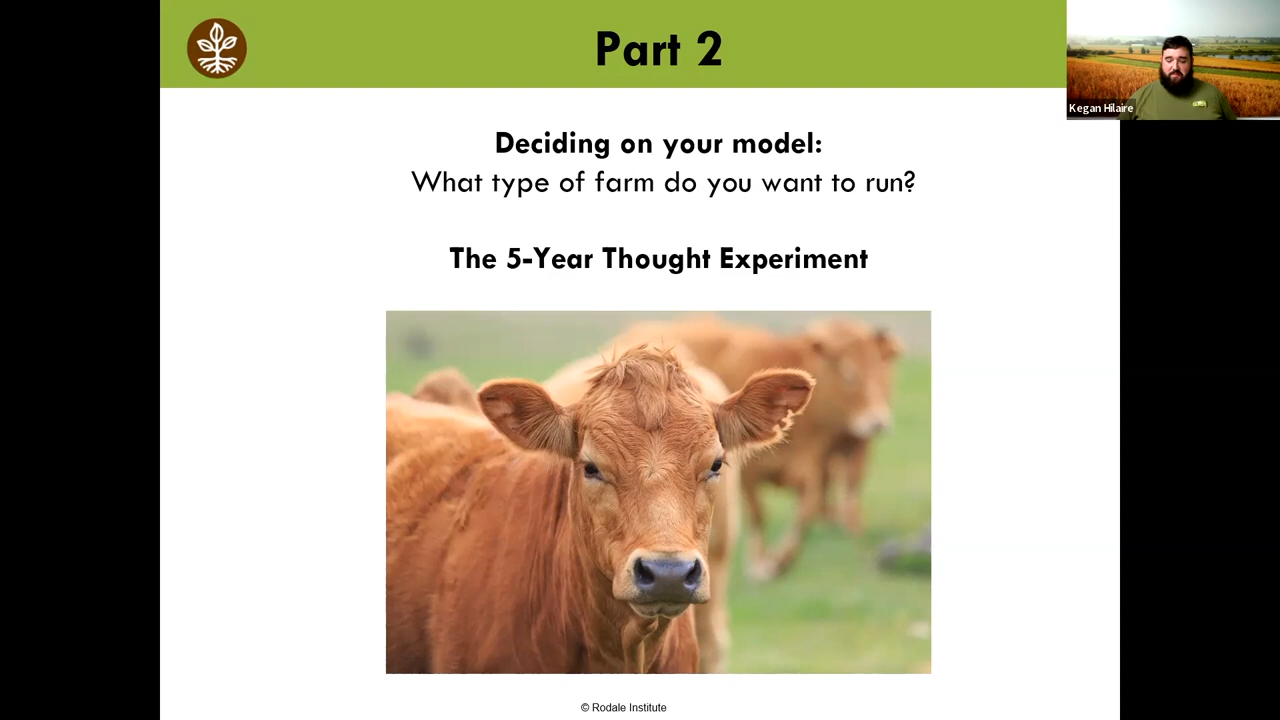 Part 2
Kegan Hilaire
Deciding on your model:
What type of farm do you want to run?
The 5-Year Thought Experiment
© Rodale Institute